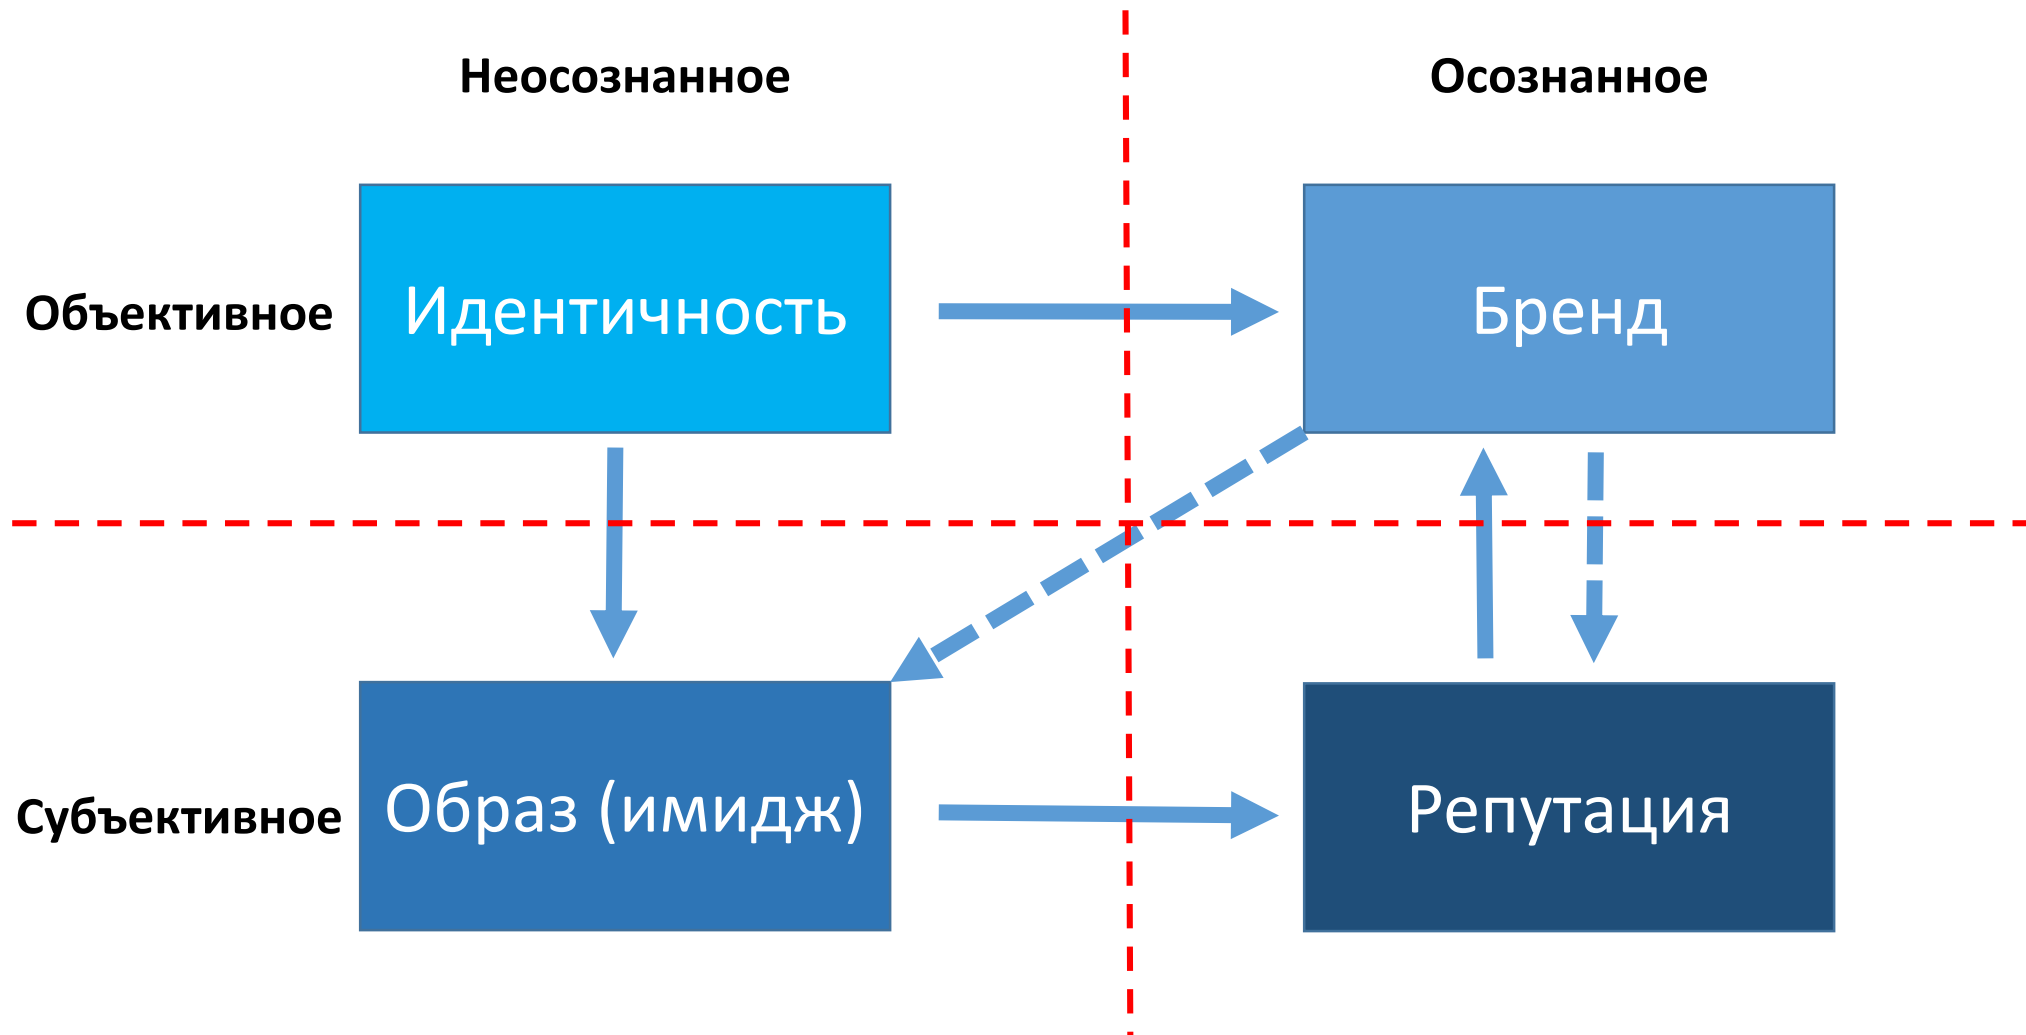 Неосознанное
Осознанное
Объективное
Идентичность
Бренд
Субъективное
Образ (имидж)
Репутация